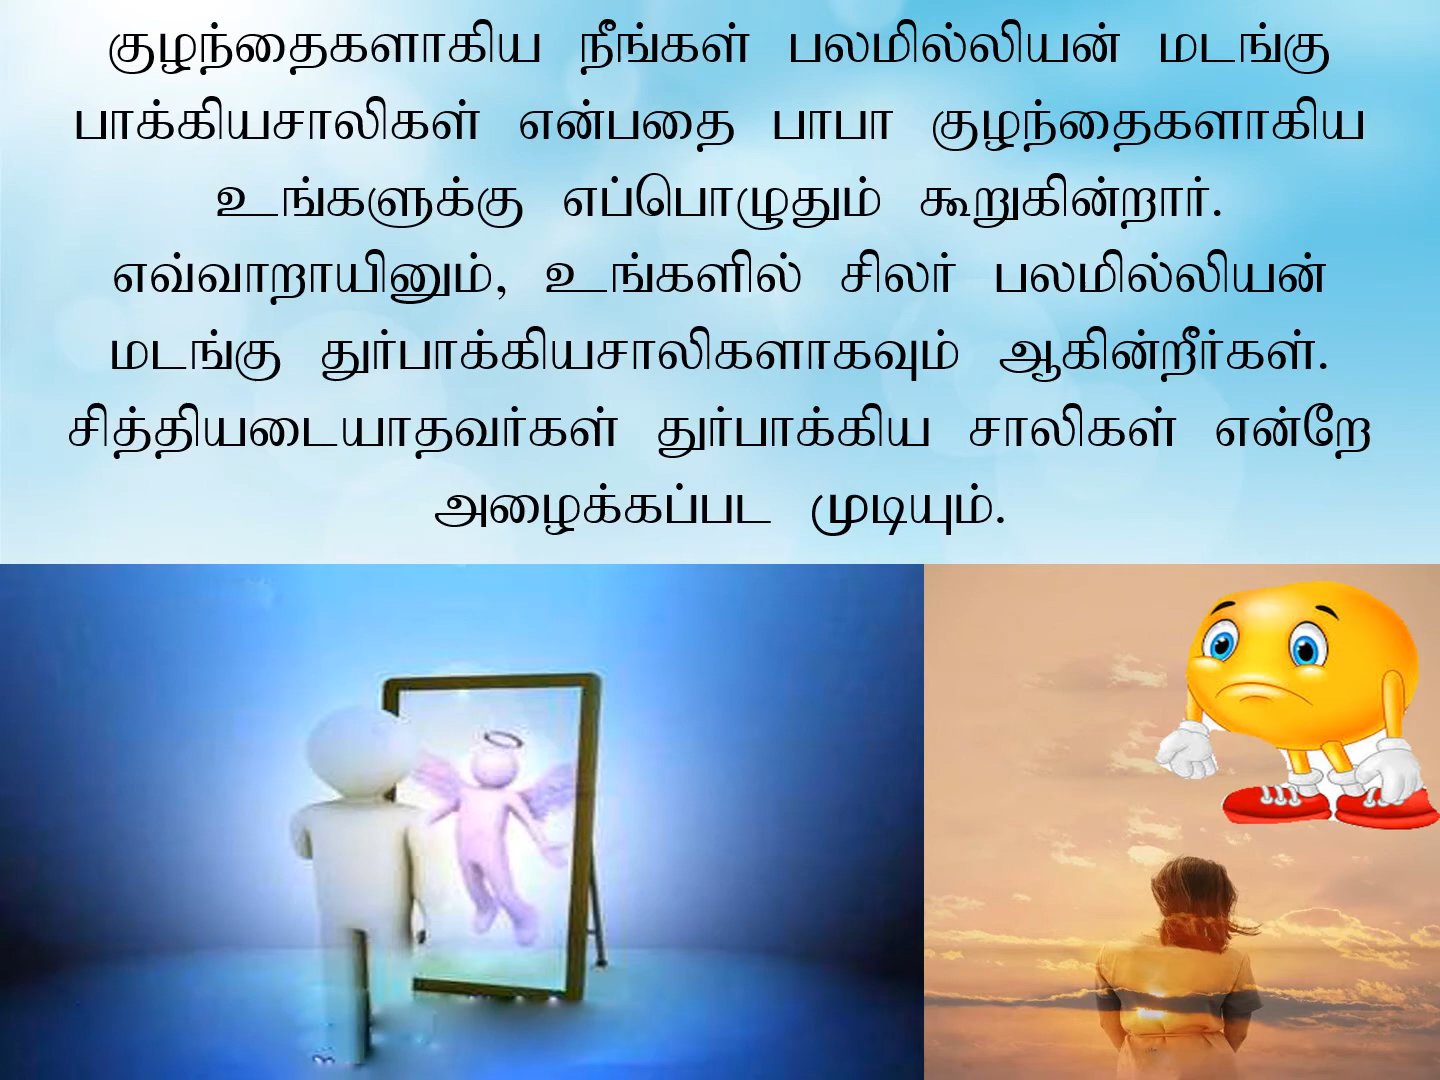 குழந்தைகளாகிய நீங்கள் பலமில்லியன் மடங்கு
பாக்கியசாலிகள் என்பதை பாபா குழந்தைகளாகிய
உங்களுக்கு எப்பொழுதும் கூறுகின்றார்.
எவ்வாறாயினும், உங்களில் சிலர் பலமில்லியன்
மடங்கு துர்பாக்கியசாலிகளாகவும் ஆகின்றீர்கள்.
சித்தியடையாதவர்கள் துர்பாக்கிய சாலிகள் என்றே
அழைக்கப்பட முடியும்.